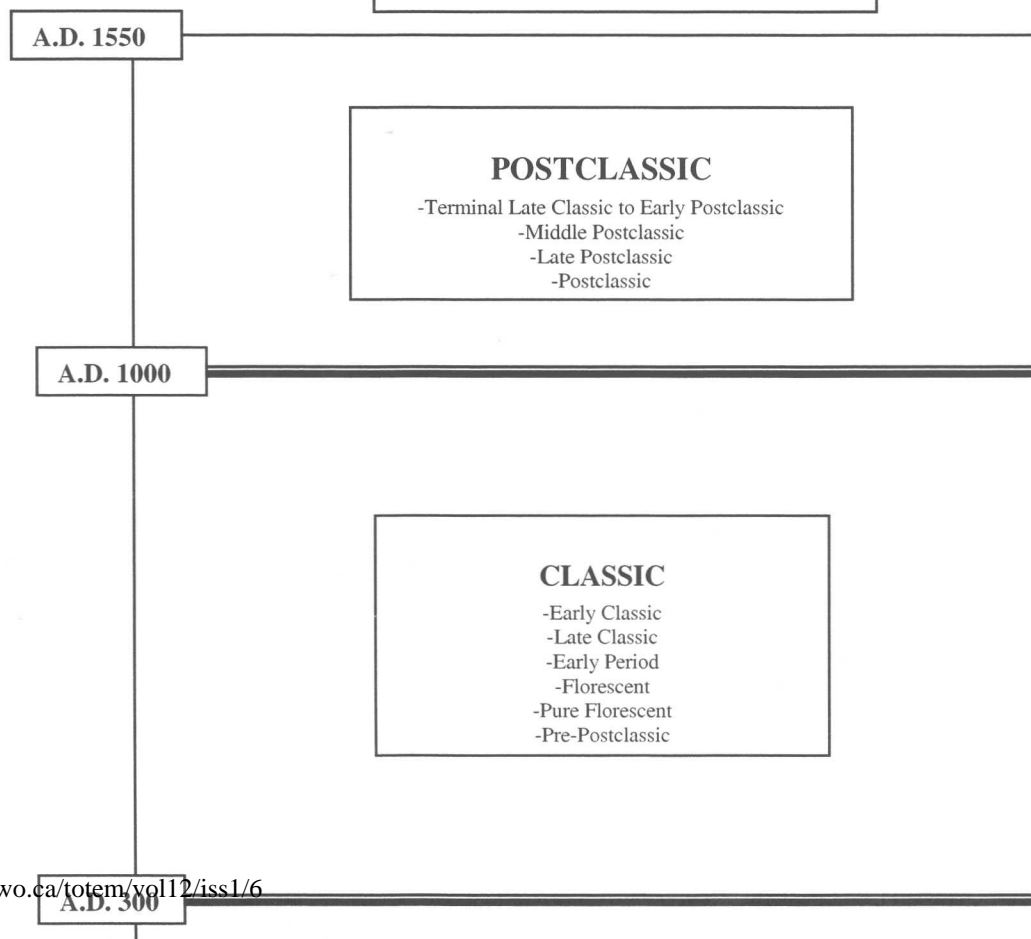 A.D. 1550
POSTCLASSIC
-Terminal Late Classic to Early Postclassic
-Middle Postclassic
-Late Postclassic
-Postclassic
A.D. 1000
CLASSIC
-Early Classic
-Late Classic
-Early Period
-Florescent
-Pure Florescent
-Pre-Postclassic
wo.ca/totem/vol12/iss1/6
A.D. 300